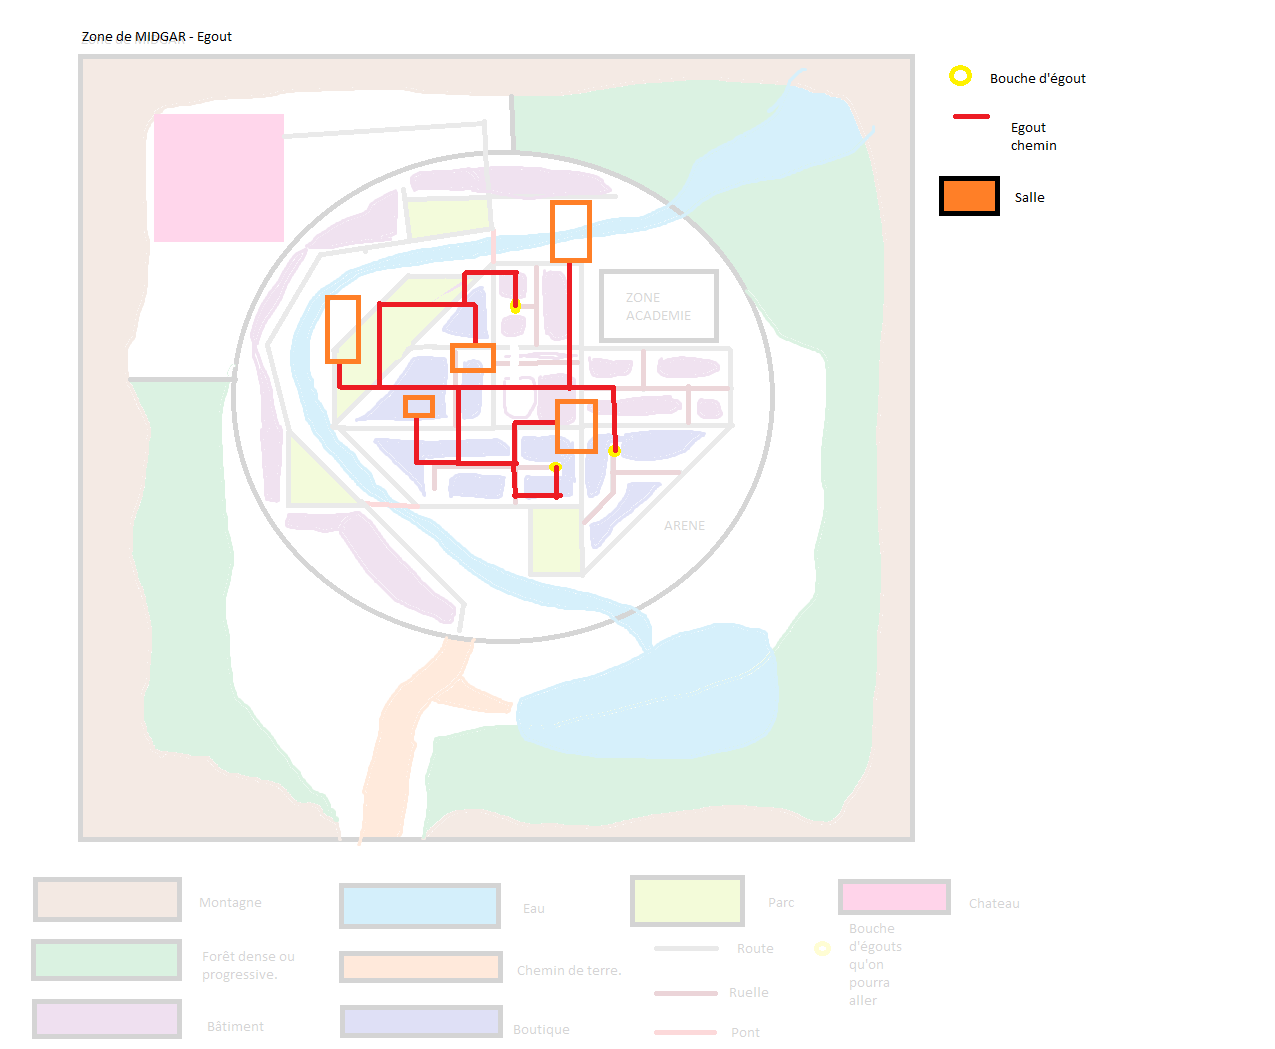 Zone de MIDGAR - Egout
Bouche d'égout
Egout
chemin
Salle
ZONE
ACADEMIE
ARENE
Montagne
Eau
Parc
Chateau
Forêt dense ou
progressive.
Chemin de terre.
Route
Bouche
d'égouts
qu'on
pourra
aller
Ruelle
Bâtiment
Boutique
Pont